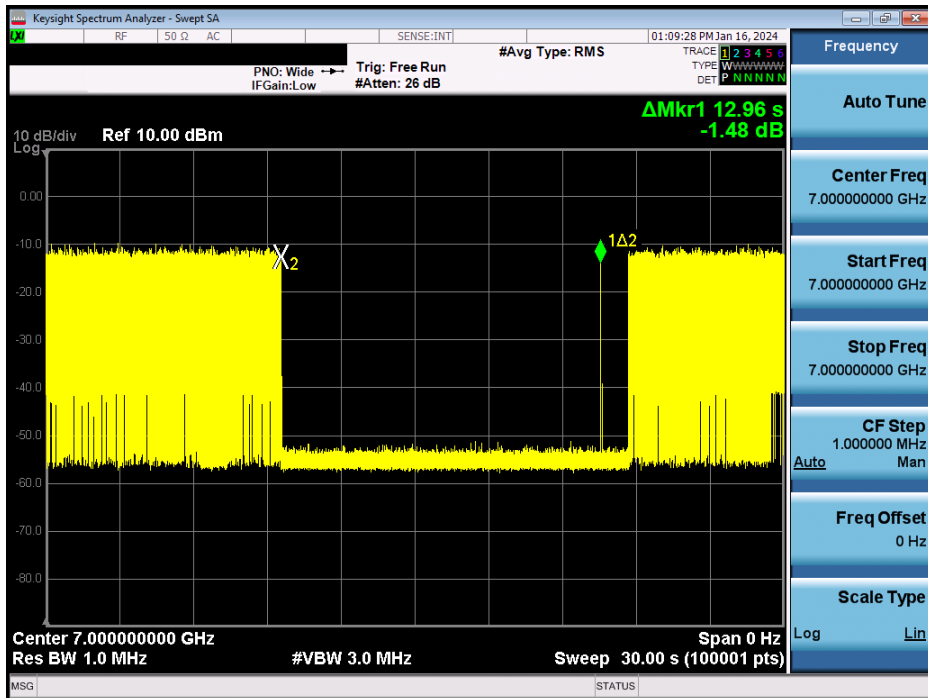 Keysight Spectrum Analyzer - Swept SA
LXI RF 50 Ω AC SENSE:INT 01:09:28 PM Jan 16, 2024
#Avg Type: RMS TRACE 1 2 3 4 5 6
PNO: Wide Trig: Free Run TYPE WWWWWW
IFGain:Low #Atten: 26 dB DET P N N N N N
ΔMkr1 12.96 s
-1.48 dB
10 dB/div Ref 10.00 dBm
Log
0.00
-10.0
1Δ2
X2
-20.0
-30.0
-40.0
-50.0
-60.0
-70.0
-80.0
Center 7.000000000 GHz Span 0 Hz
Res BW 1.0 MHz #VBW 3.0 MHz Sweep 30.00 s (100001 pts)
MSG STATUS
Frequency
Auto Tune
Center Freq
7.000000000 GHz
Start Freq
7.000000000 GHz
Stop Freq
7.000000000 GHz
CF Step
1.000000 MHz
Auto Man
Freq Offset
0 Hz
Scale Type
Log Lin